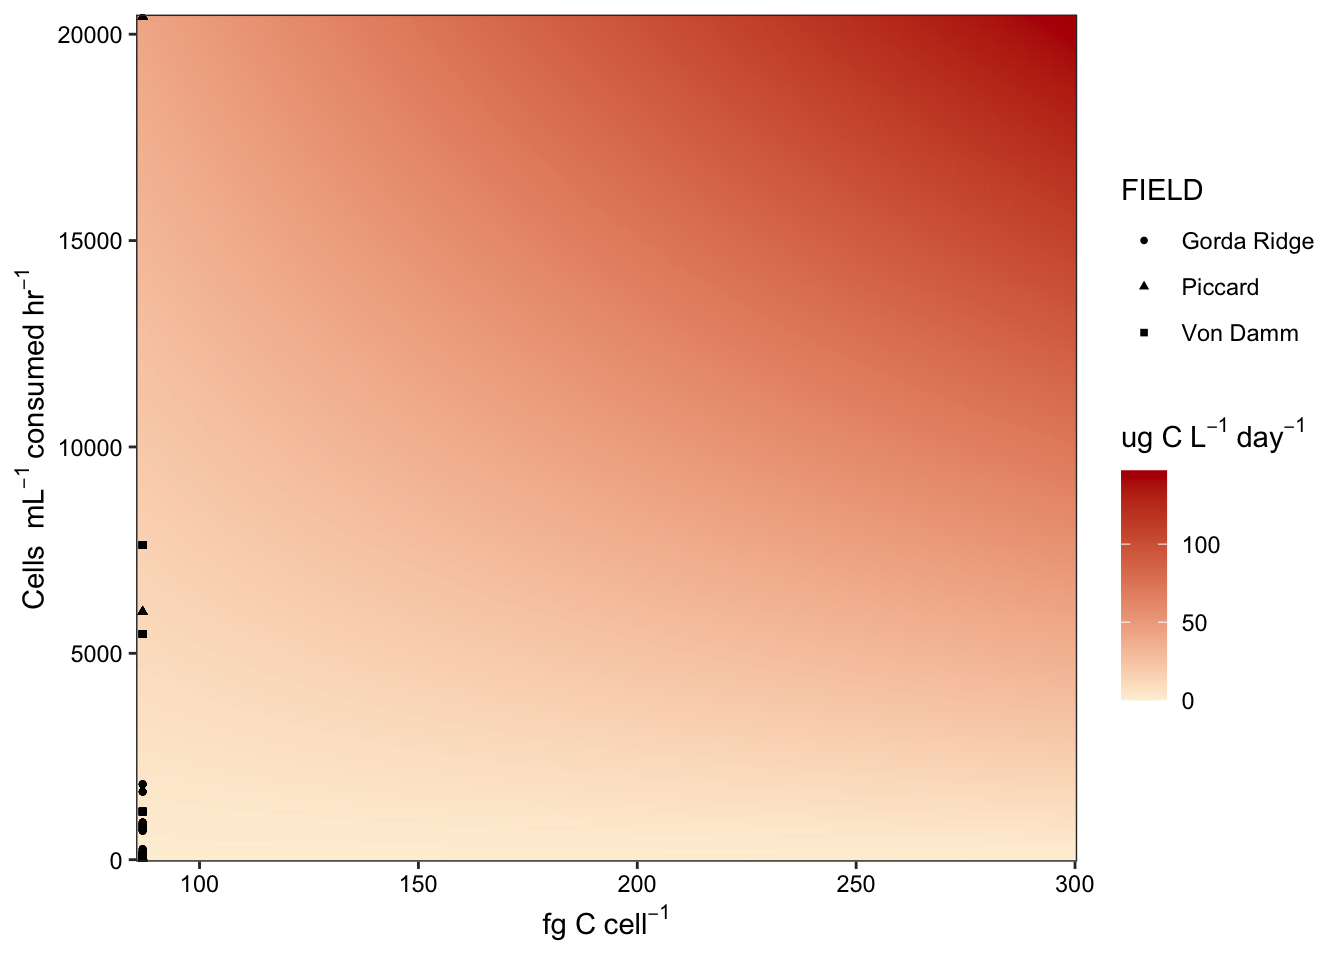 20000
15000
10000
5000
0
Cells  mL⁻¹ consumed hr⁻¹
100 150 200 250 300
fg C cell⁻¹
FIELD
Gorda Ridge
Piccard
Von Damm
ug C L⁻¹ day⁻¹
100
50
0